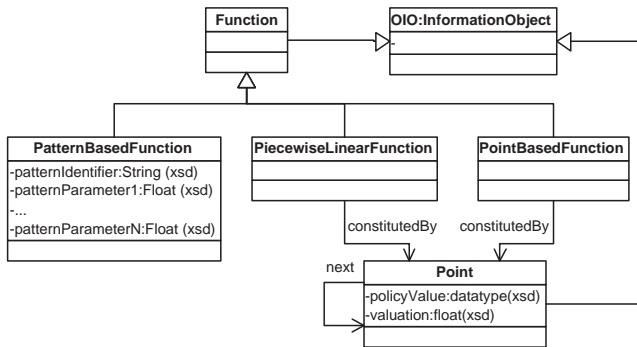 Function
OIO:InformationObject
-
PatternBasedFunction
-patternIdentifier:String (xsd)
-patternParameter1:Float (xsd)
-...
-patternParameterN:Float (xsd)
PiecewiseLinearFunction
PointBasedFunction
constitutedBy
constitutedBy
next
Point
-policyValue:datatype(xsd)
-valuation:float(xsd)